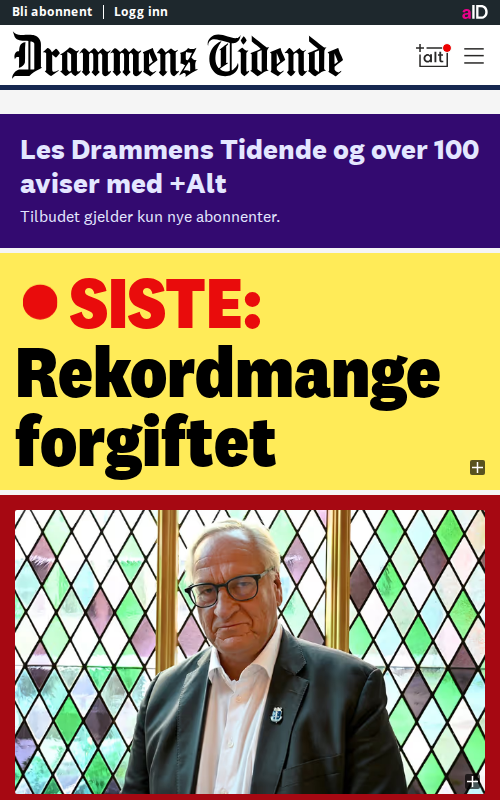 Bli abonnent | Logg inn
aID
Drammens Tidende
+alt
Les Drammens Tidende og over 100
aviser med +Alt
Tilbudet gjelder kun nye abonnenter.
SISTE:
Rekordmange
forgiftet